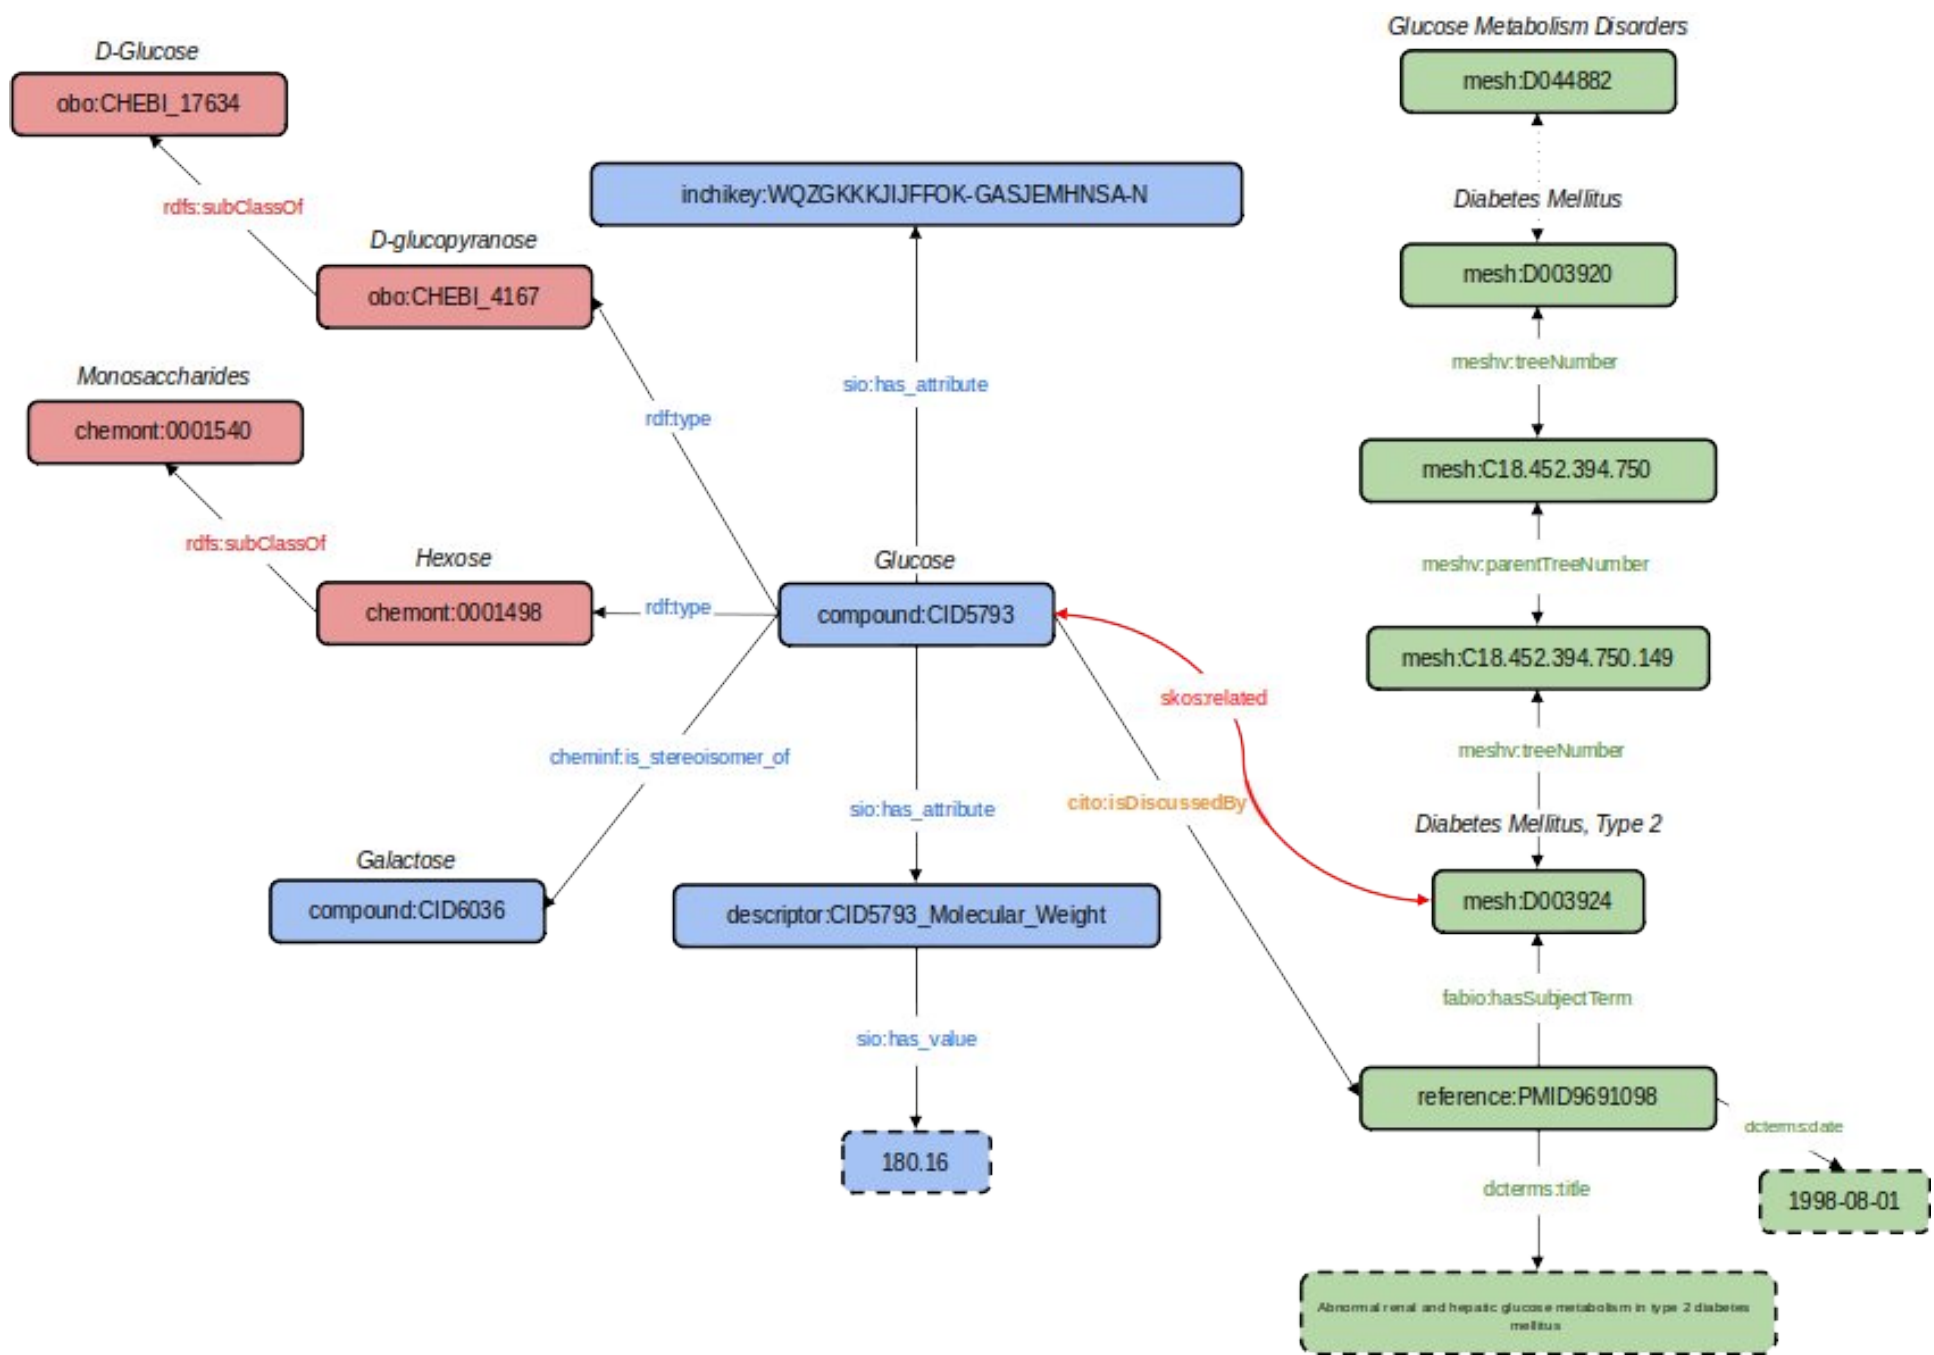 Glucose Metabolism Disorders
D-Glucose
mesh:D044882
obo:CHEBI_17634
inchikey:WQZGKKKJIJFFOK-GASJEMHNSA-N
Diabetes Mellitus
rdfs:subClassOf
D-glucopyranose
mesh:D003920
obo:CHEBI_4167
meshv:treeNumber
Monosaccharides
sio:has_attribute
rdf:type
chemont:0001540
mesh:C18.452.394.750
rdfs:subClassOf
Hexose
Glucose
meshv:parentTreeNumber
chemont:0001498
rdf:type
compound:CID5793
mesh:C18.452.394.750.149
skos:related
cheminf:is_stereoisomer_of
meshv:treeNumber
sio:has_attribute
cito:isDiscussedBy
Diabetes Mellitus, Type 2
Galactose
compound:CID6036
descriptor:CID5793_Molecular_Weight
mesh:D003924
fabio:hasSubjectTerm
sio:has_value
reference:PMID9691098
dcterms:date
180.16
dcterms:title
1998-08-01
Abnormal renal and hepatic glucose metabolism in type 2 diabetes
mellitus